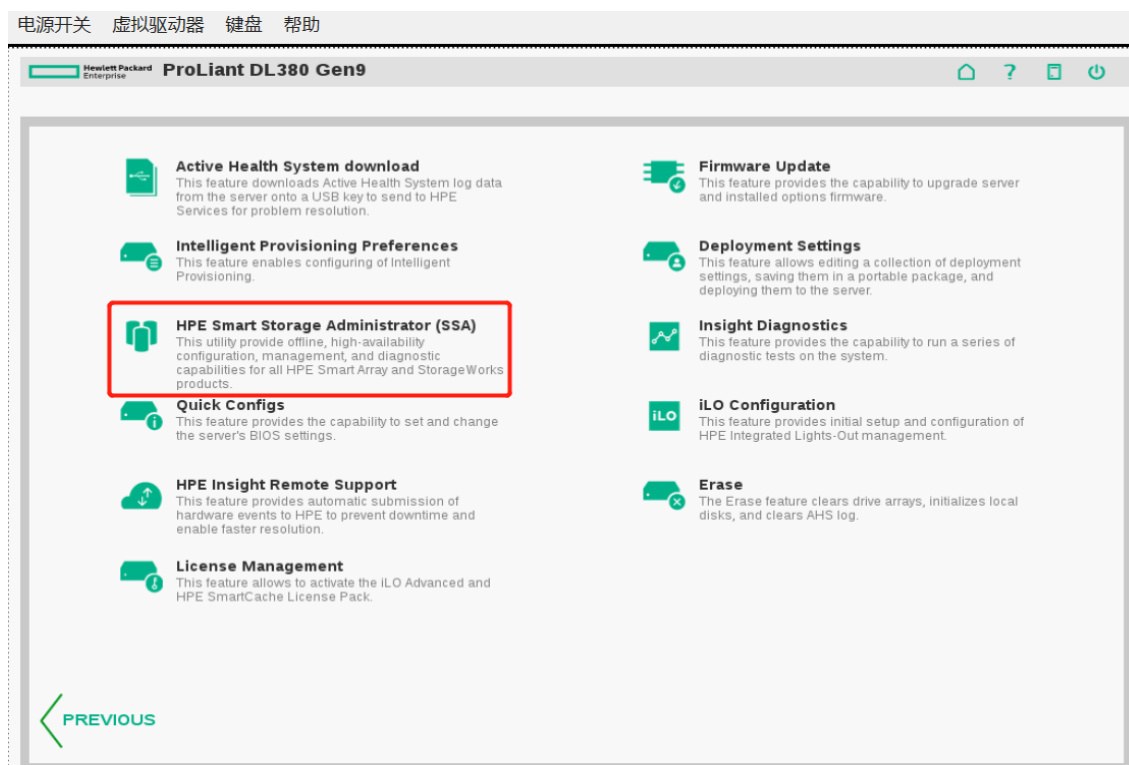 电源开关 虚拟驱动器 键盘 帮助
Hewlett Packard
Enterprise
ProLiant DL380 Gen9
?
Active Health System download
This feature downloads Active Health System log data
from the server onto a USB key to send to HPE
Services for problem resolution.
Firmware Update
This feature provides the capability to upgrade server
and installed options firmware.
Intelligent Provisioning Preferences
This feature enables configuring of Intelligent
Provisioning.
Deployment Settings
This feature allows editing a collection of deployment
settings, saving them in a portable package, and
deploying them to the server.
HPE Smart Storage Administrator (SSA)
This utility provide offline, high-availability
configuration, management, and diagnostic
capabilities for all HPE Smart Array and StorageWorks
products.
Insight Diagnostics
This feature provides the capability to run a series of
diagnostic tests on the system.
Quick Configs
This feature provides the capability to set and change
the server's BIOS settings.
iLO
iLO Configuration
This feature provides initial setup and configuration of
HPE Integrated Lights-Out management.
HPE Insight Remote Support
This feature provides automatic submission of
hardware events to HPE to prevent downtime and
enable faster resolution.
Erase
The Erase feature clears drive arrays, initializes local
disks, and clears AHS log.
License Management
This feature allows to activate the iLO Advanced and
HPE SmartCache License Pack.
PREVIOUS